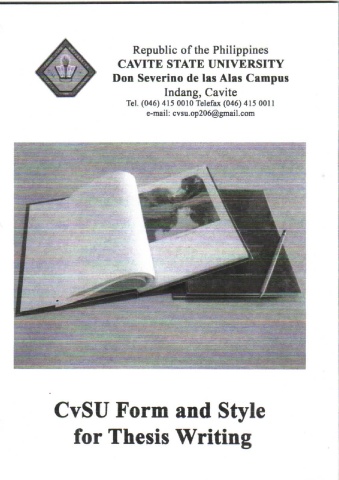 Republic of the Philippines
CAVITE STATE UNIVERSITY
Don Severino de las Alas Campus
Indang, Cavite
Tel. (046) 415 0010 Telefax (046) 415 0011
e-mail: cvsu.op206@gmail.com
CvSU Form and Style
for Thesis Writing